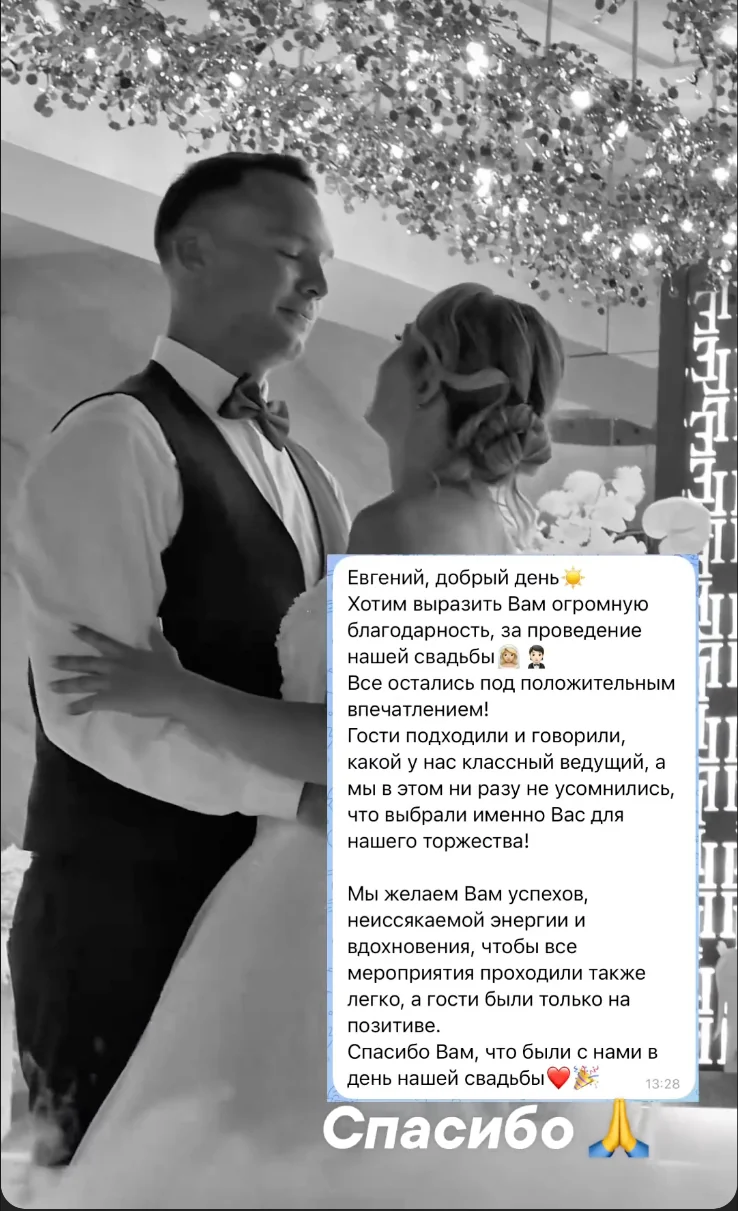 Евгений, добрый день☀️
Хотим выразить Вам огромную
благодарность, за проведение
нашей свадьбы👰🏼🤵🏻
Все остались под положительным
впечатлением!
Гости подходили и говорили,
какой у нас классный ведущий, а
мы в этом ни разу не усомнились,
что выбрали именно Вас для
нашего торжества!
Мы желаем Вам успехов,
неиссякаемой энергии и
вдохновения, чтобы все
мероприятия проходили также
легко, а гости были только на
позитиве.
Спасибо Вам, что были с нами в
день нашей свадьбы❤️🎉
13:28
Спасибо 🙏